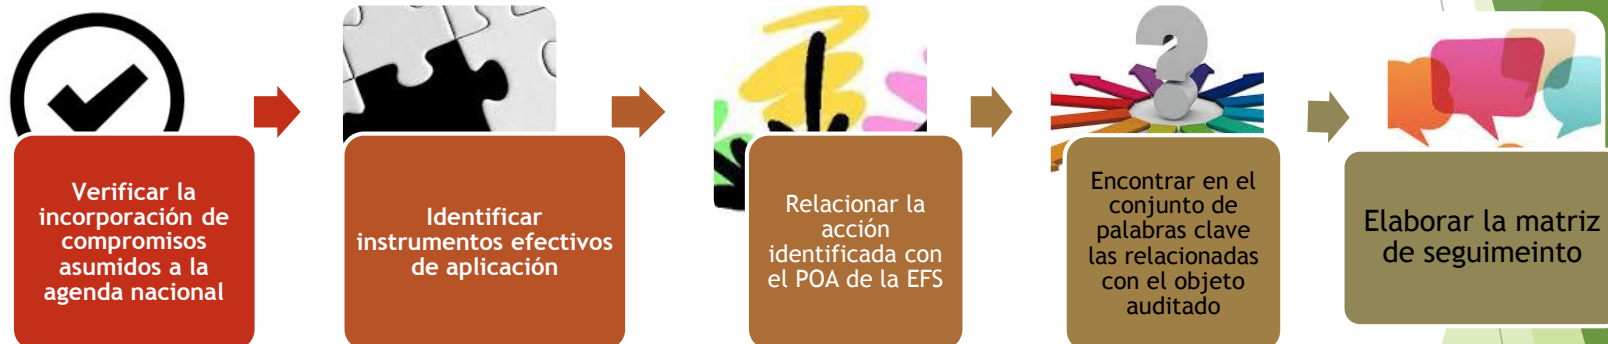 Verificar la
incorporación de
compromisos
asumidos a la
agenda nacional
Identificar
instrumentos efectivos
de aplicación
Relacionar la
acción
identificada con
el POA de la EFS
Encontrar en el
conjunto de
palabras clave
las relacionadas
con el objeto
auditado
Elaborar la matriz
de seguimeinto